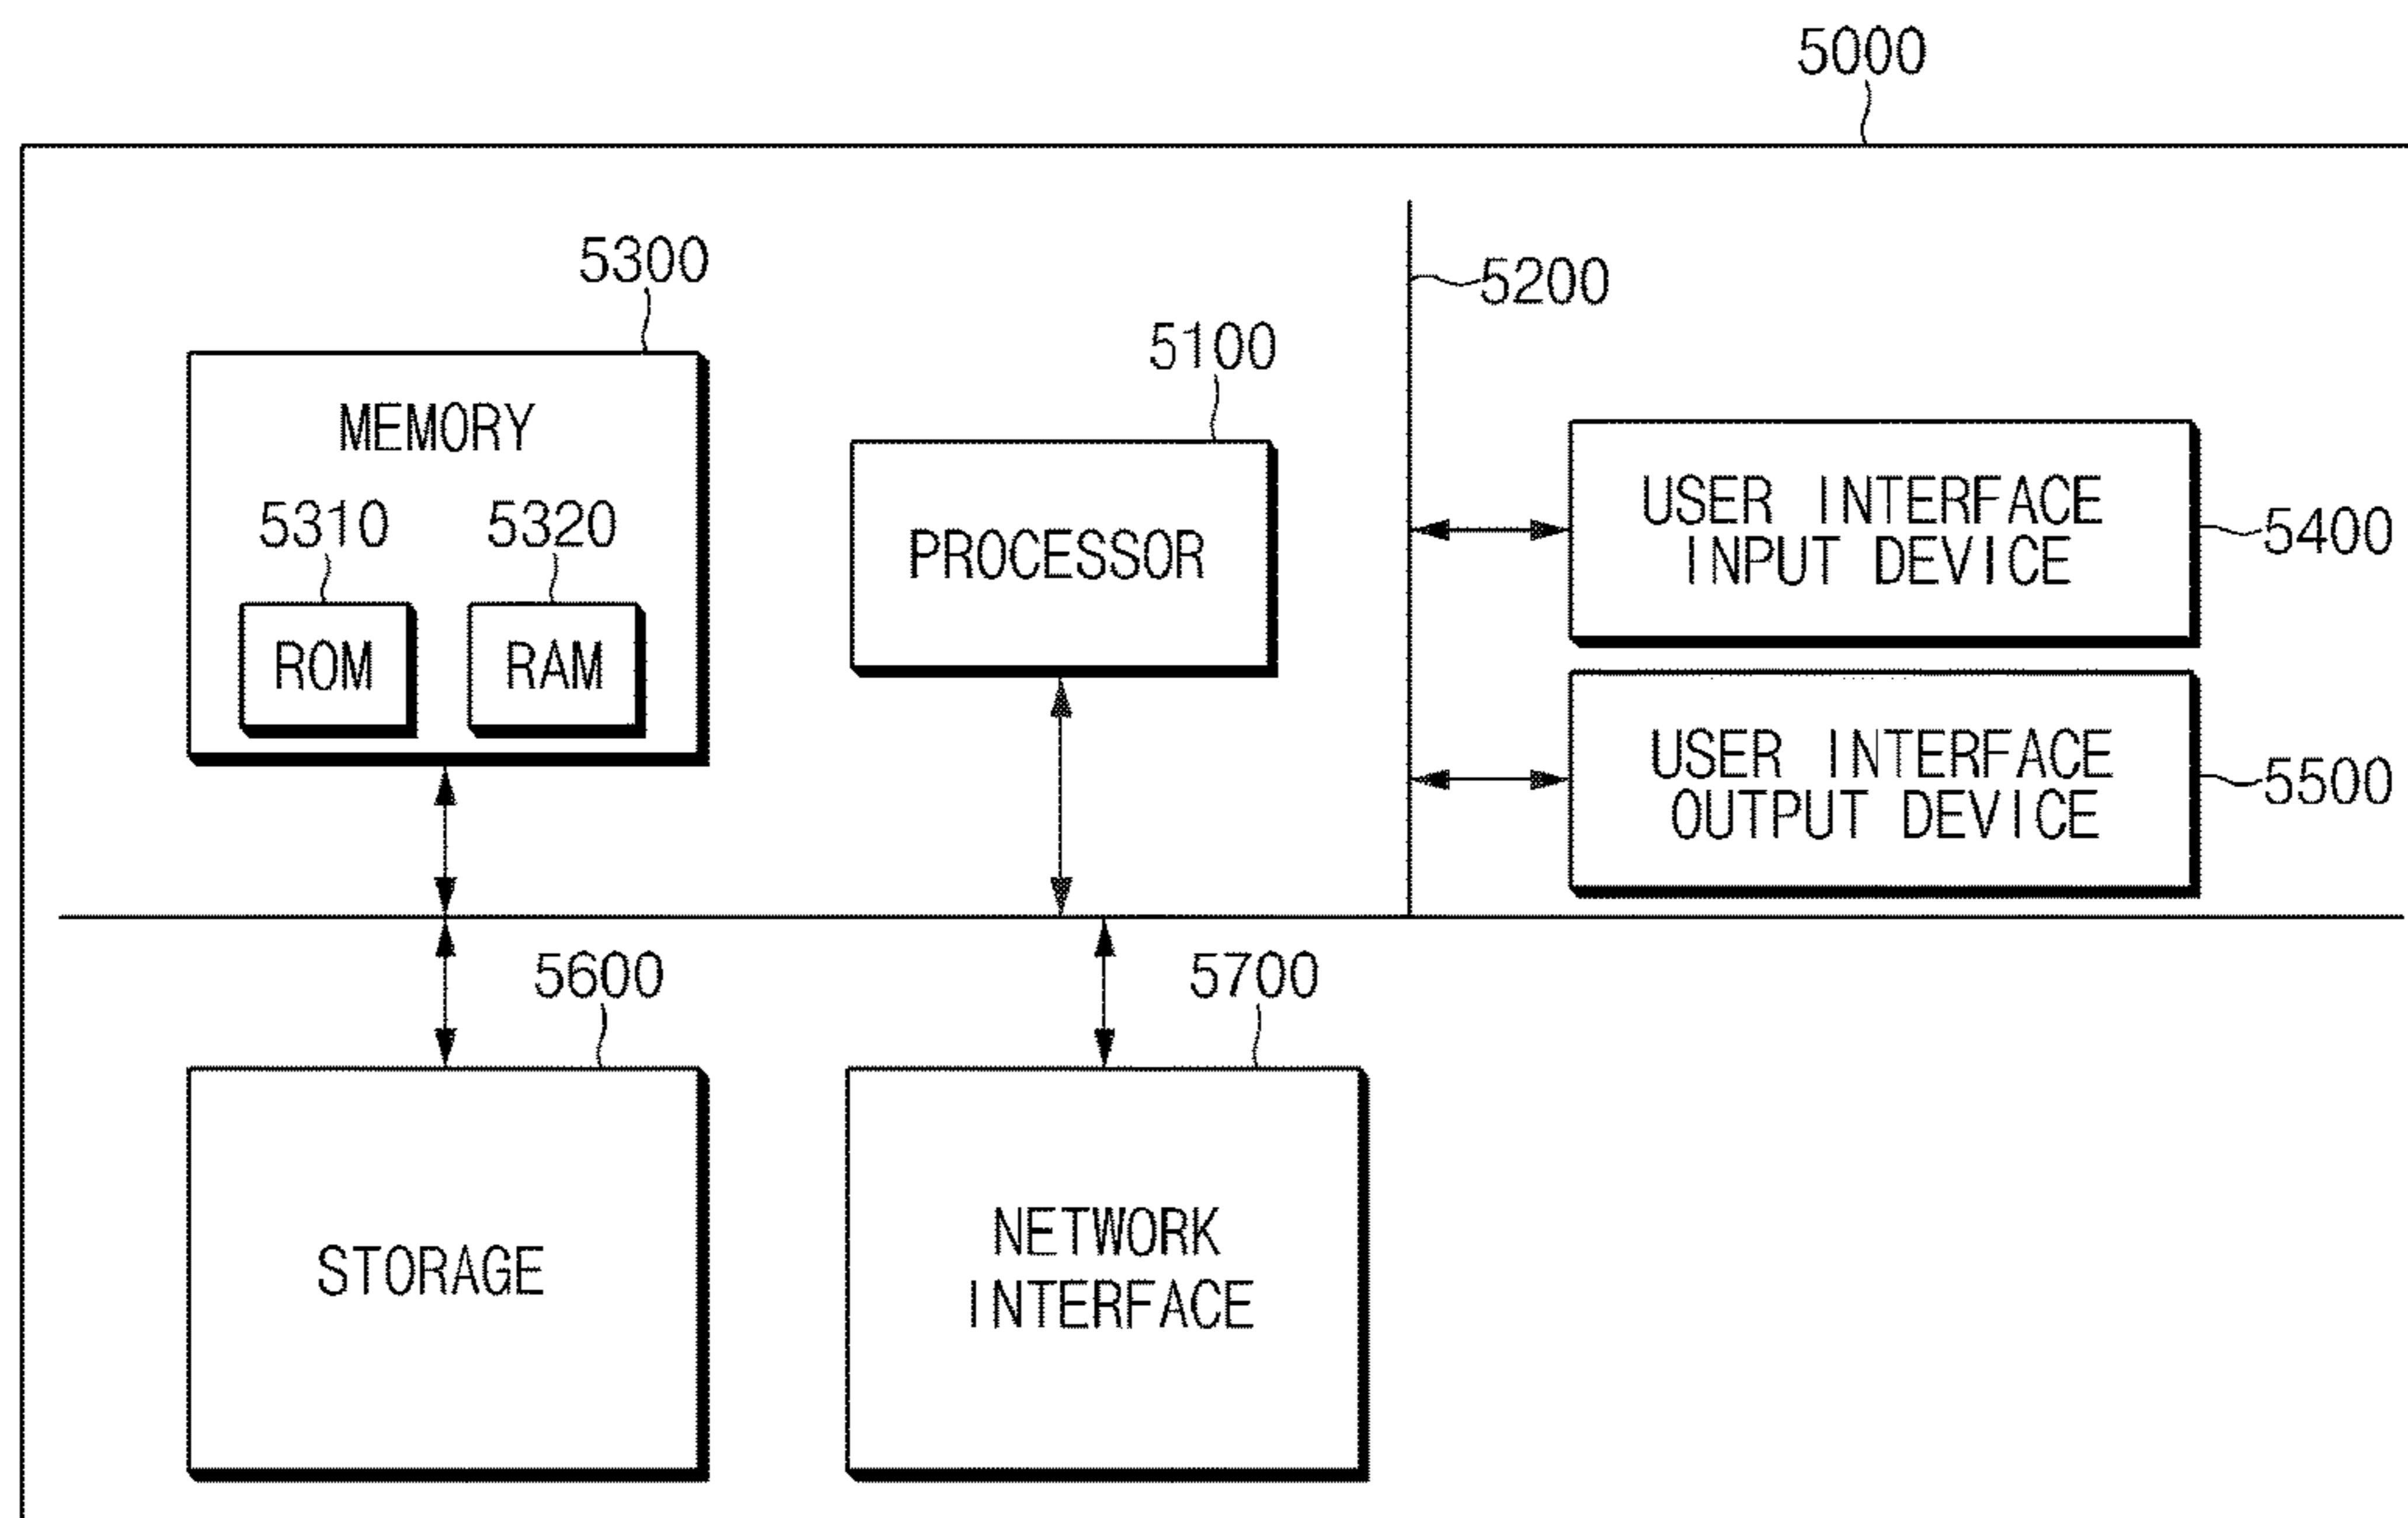 5000
5300
5200
5100
MEMORY
5310
5320
ROM
RAM
PROCESSOR
USER INTERFACE
INPUT DEVICE
5400
USER INTERFACE
OUTPUT DEVICE
5500
5600
5700
STORAGE
NETWORK
INTERFACE